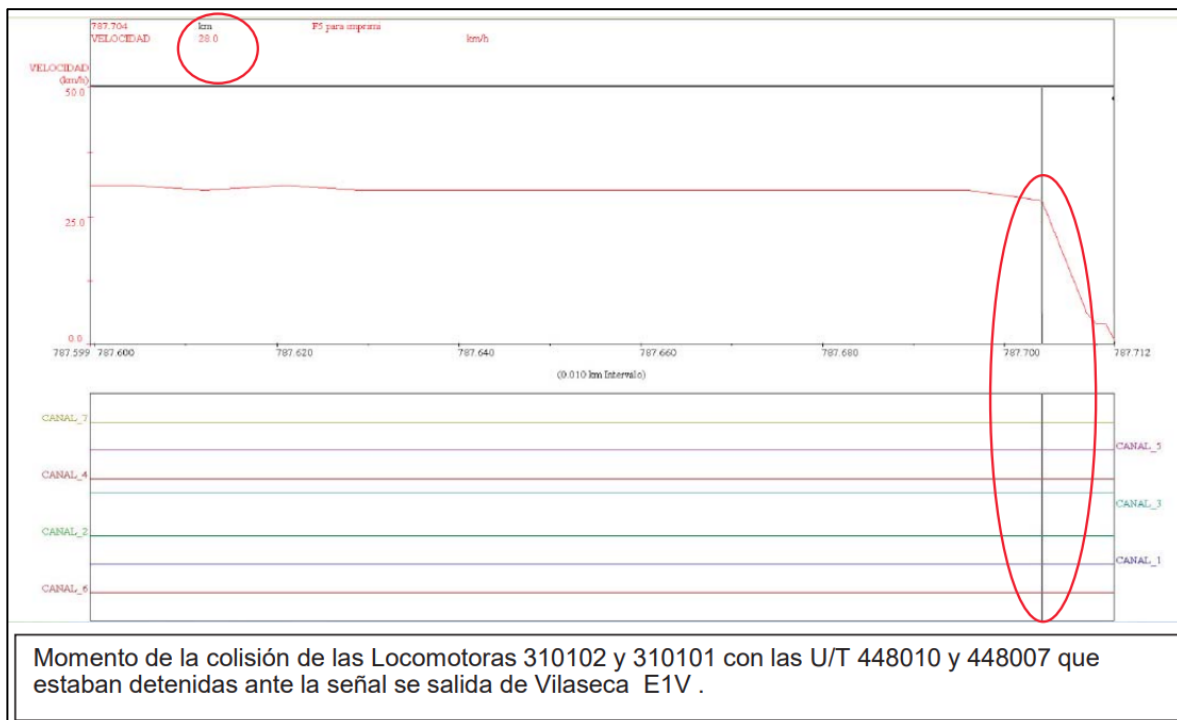 787.704 km F5 para imprimir
VELOCIDAD 28.0 km/h
VELOCIDAD
(km/h)
50.0
25.0
0.0
787.599 787.600 787.620 787.640 787.660 787.680 787.700 787.712
(0.010 km Intervalo)
CANAL_7
CANAL_5
CANAL_4
CANAL_3
CANAL_2
CANAL_1
CANAL_6
Momento de la colisión de las Locomotoras 310102 y 310101 con las U/T 448010 y 448007 que
estaban detenidas ante la señal se salida de Vilaseca E1V .